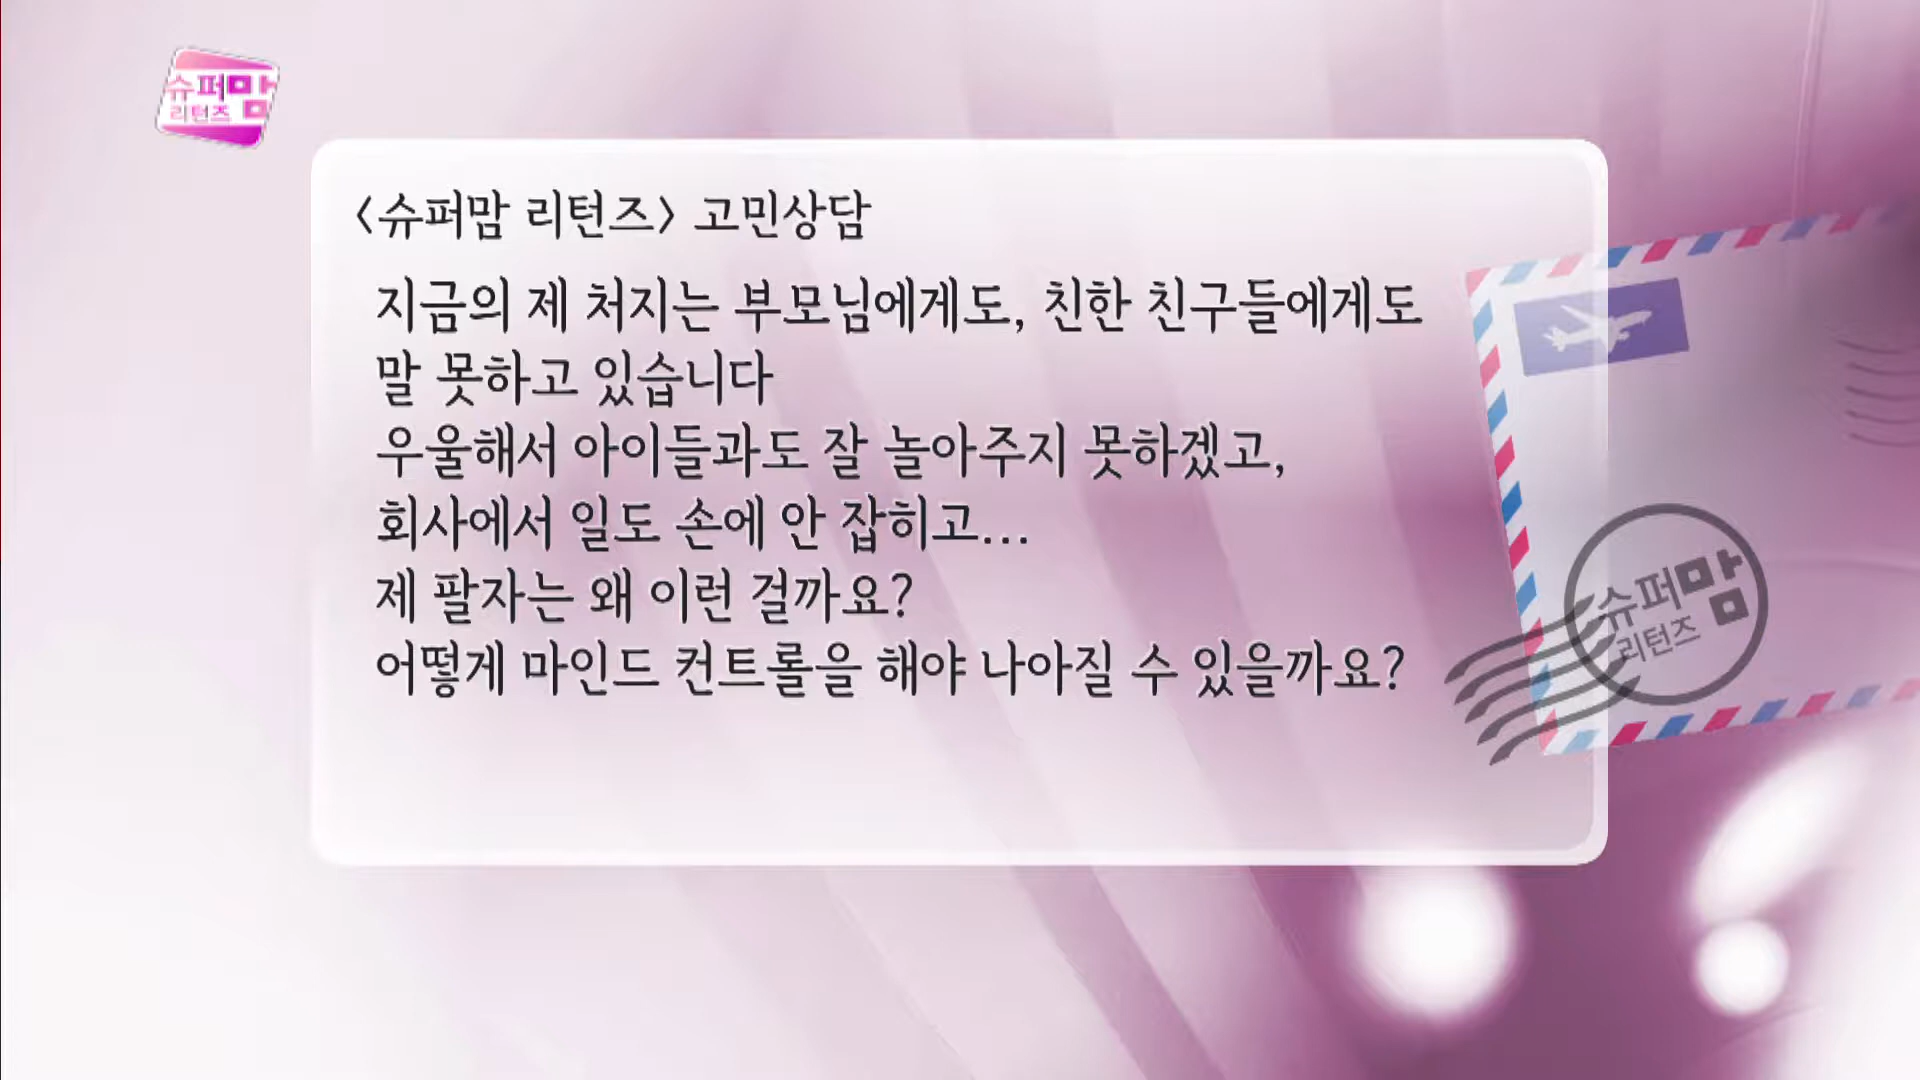 슈퍼맘
리턴즈
<슈퍼맘 리턴즈> 고민상담
지금의 제 처지는 부모님에게도, 친한 친구들에게도
말 못하고 있습니다
우울해서 아이들과도 잘 놀아주지 못하겠고,
회사에서 일도 손에 안 잡히고...
제 팔자는 왜 이런 걸까요?
어떻게 마인드 컨트롤을 해야 나아질 수 있을까요?
슈퍼맘
리턴즈